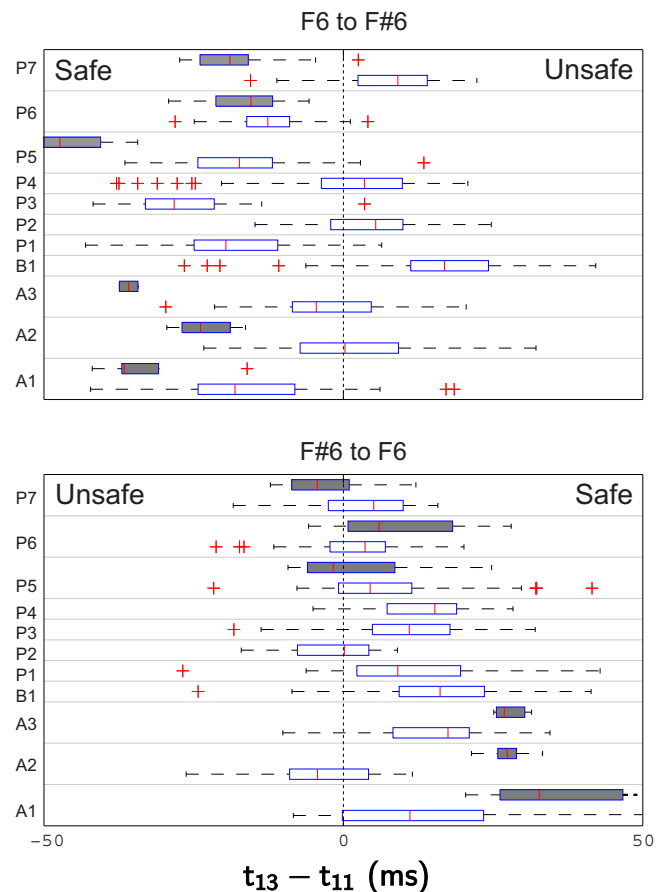 F6 to F#6
Safe
Unsafe
P7
P6
P5
P4
P3
P2
P1
B1
A3
A2
A1
F#6 to F6
Unsafe
Safe
P7
P6
P5
P4
P3
P2
P1
B1
A3
A2
A1
−50 0 50
t₁₃ − t₁₁ (ms)